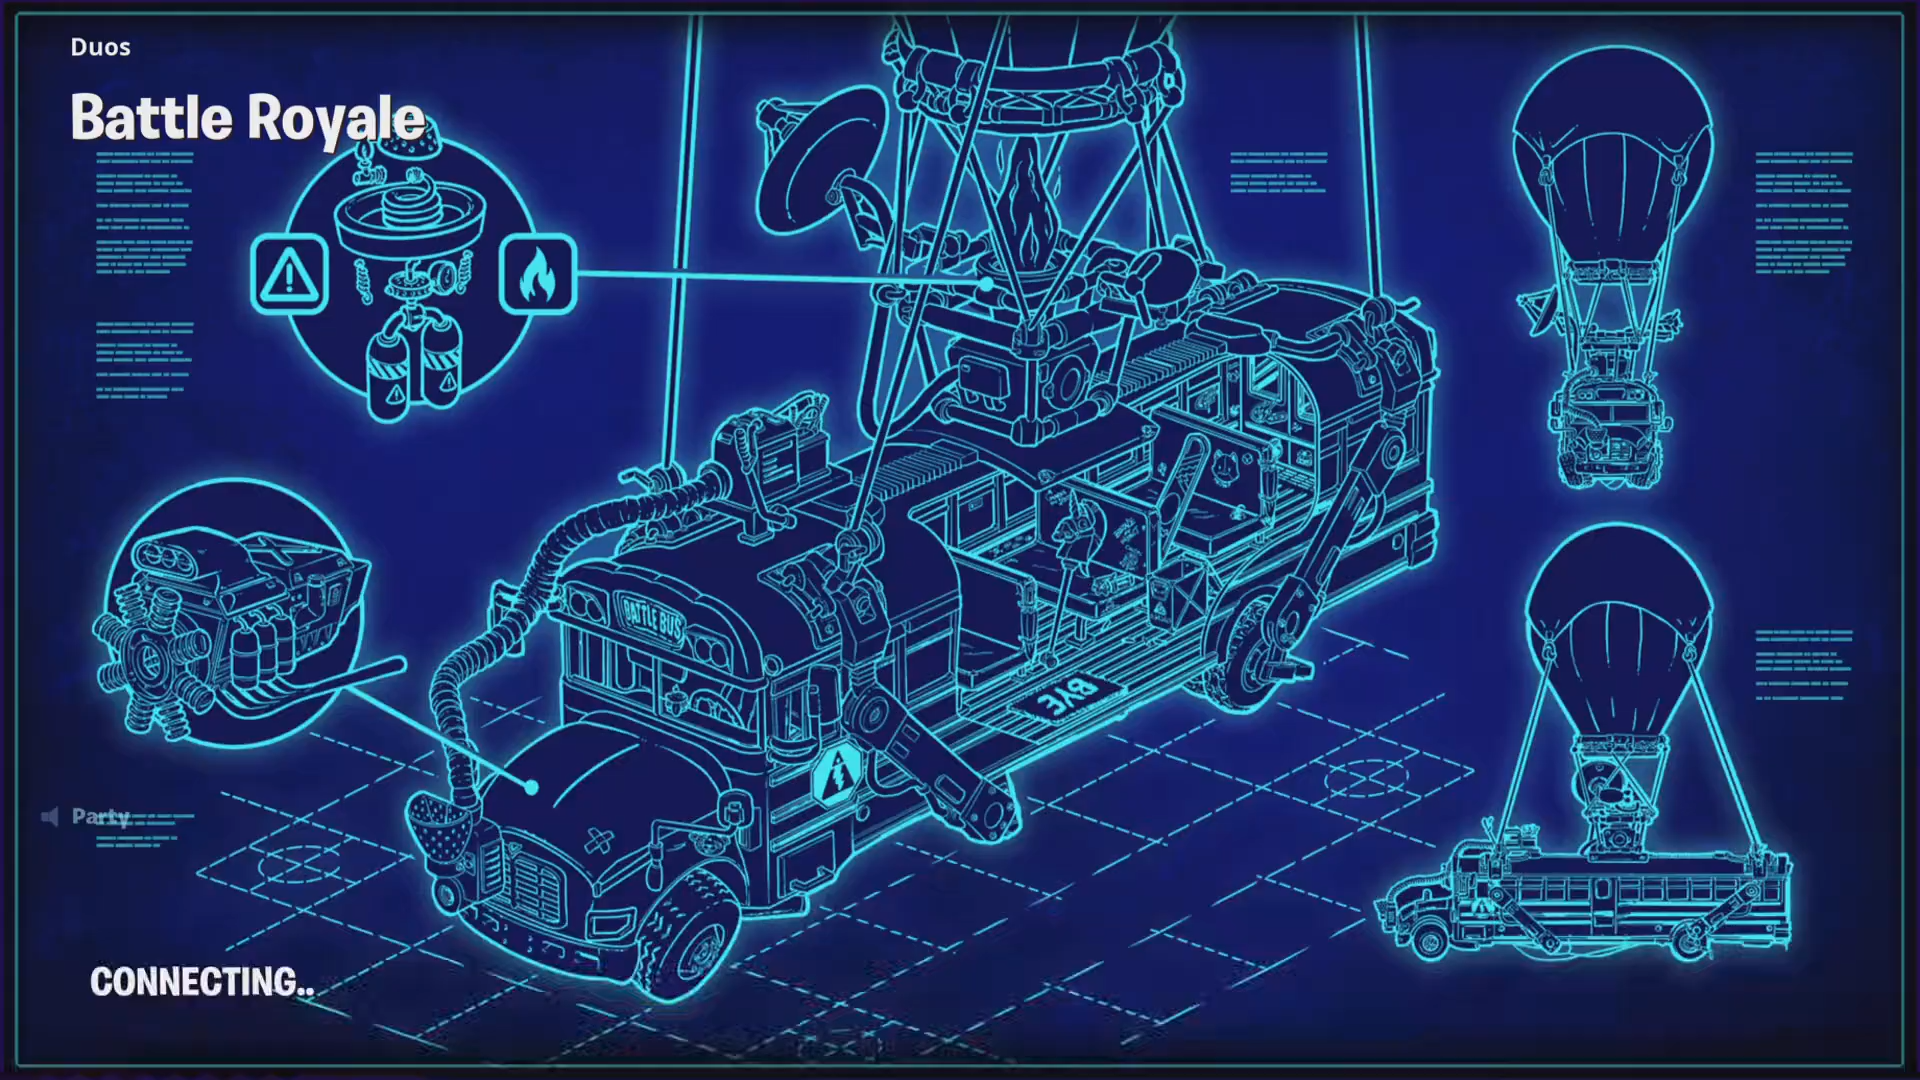 Duos
Battle Royale
BATTLE BUS
BYE
Party
CONNECTING..